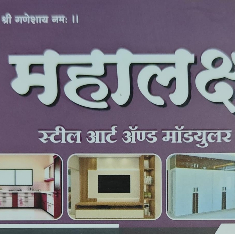 श्री गणेशाय नमः ।।
महालक्ष
स्टील आर्ट अ‍ॅण्ड मॉड्युलर